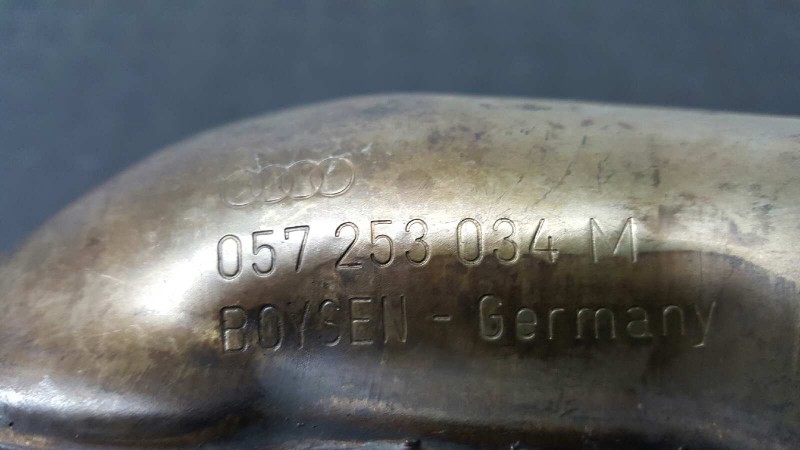 057 253 034 M
BOYSEN - Germany